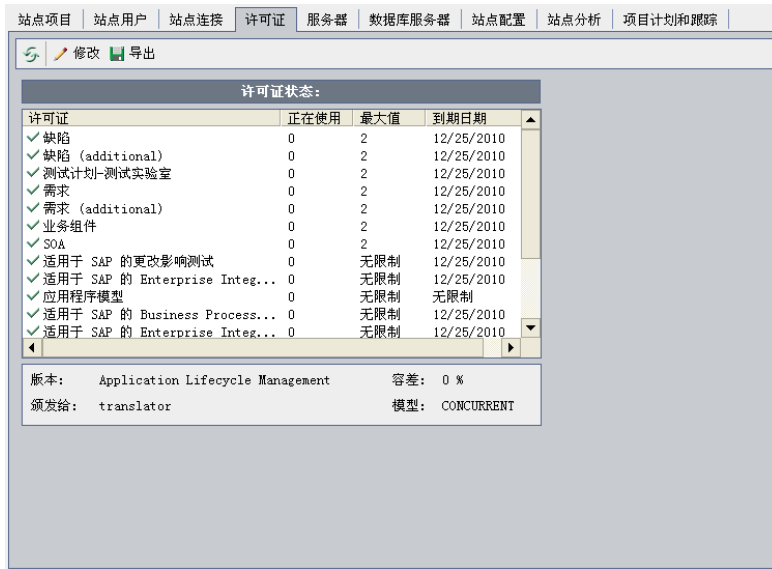 站点项目 站点用户 站点连接 许可证 服务器 数据库服务器 站点配置 站点分析 项目计划和跟踪
修改 导出
许可证状态:
许可证 正在使用 最大值 到期日期
缺陷 0 2 12/25/2010
缺陷 (additional) 0 2 12/25/2010
测试计划-测试实验室 0 2 12/25/2010
需求 0 2 12/25/2010
需求 (additional) 0 2 12/25/2010
业务组件 0 2 12/25/2010
SOA 0 2 12/25/2010
适用于 SAP 的更改影响测试 0 无限制 12/25/2010
适用于 SAP 的 Enterprise Integ... 0 无限制 12/25/2010
应用程序模型 0 无限制 无限制
适用于 SAP 的 Business Process... 0 无限制 12/25/2010
适用于 SAP 的 Enterprise Integ... 0 无限制 12/25/2010
版本: Application Lifecycle Management 容差: 0 %
颁发给: translator 模型: CONCURRENT